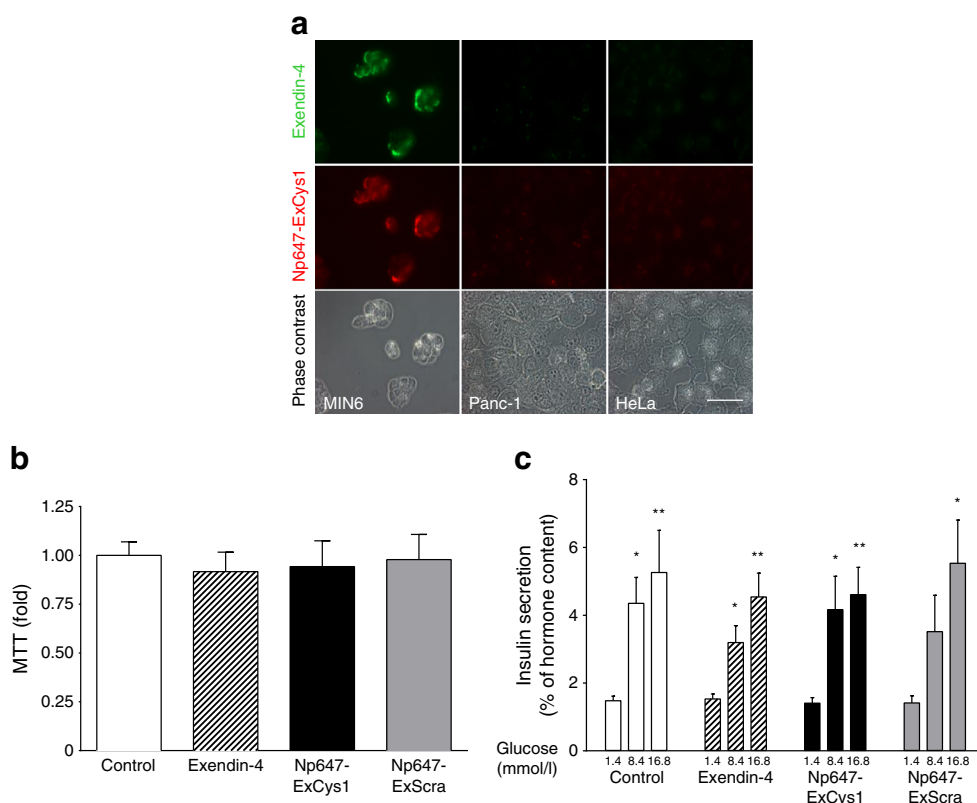 a
Exendin-4
Np647-ExCys1
Phase contrast
MIN6
Panc-1
HeLa
b
MTT (fold)
1.25
1.00
0.75
0.50
0.25
0
Control
Exendin-4
Np647-
ExCys1
Np647-
ExScra
c
Insulin secretion
(% of hormone content)
8
6
4
2
0
* **
* **
* **
*
Glucose
(mmol/l)
1.4 8.4 16.8 1.4 8.4 16.8 1.4 8.4 16.8 1.4 8.4 16.8
Control
Exendin-4
Np647-
ExCys1
Np647-
ExScra